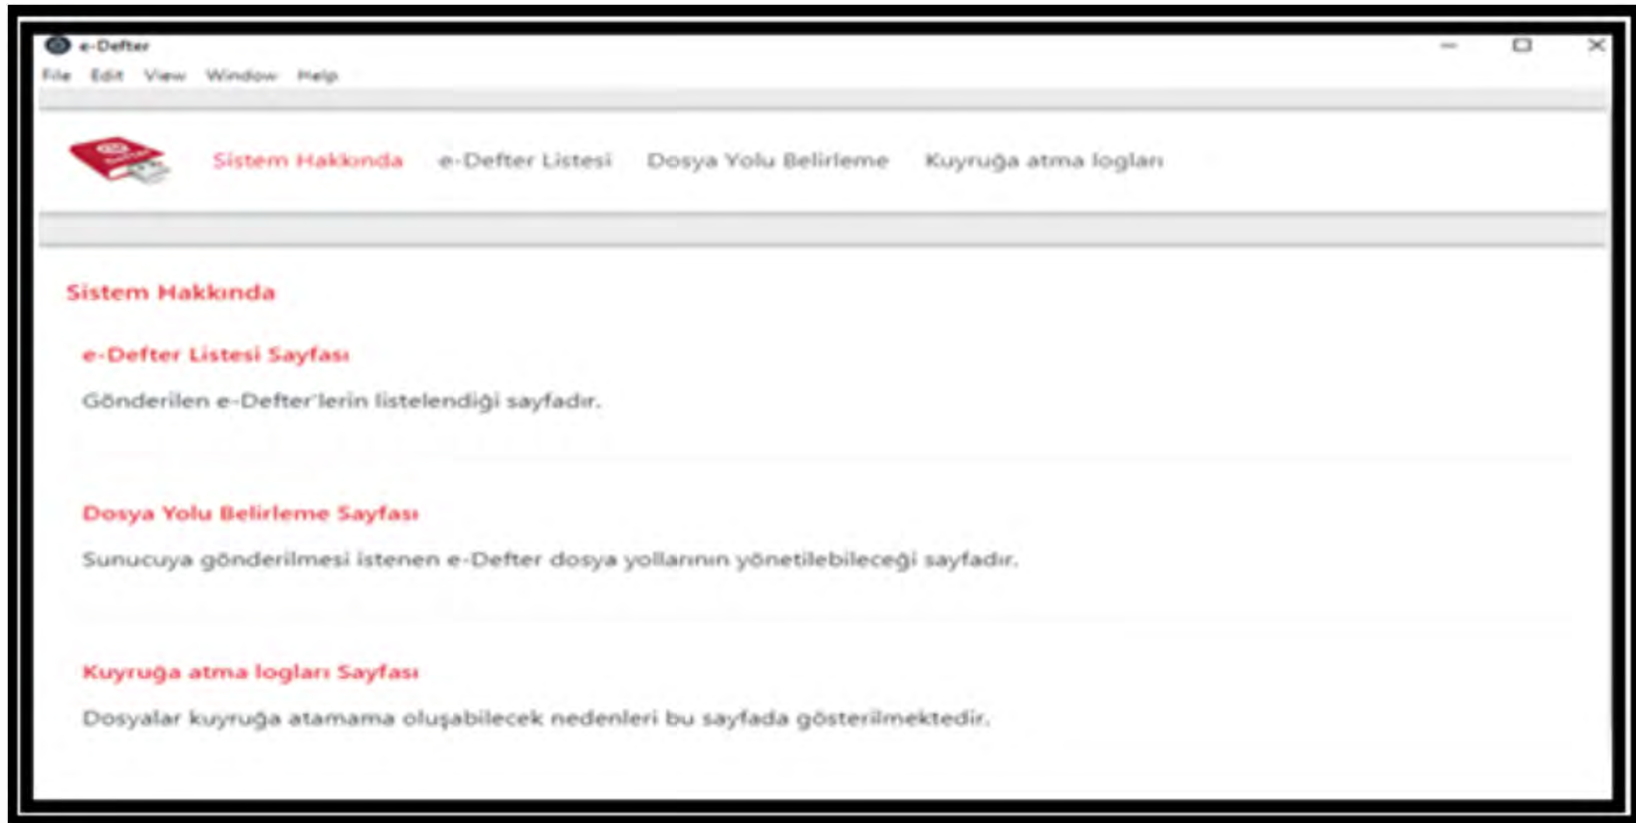 e-Defter
File Edit View Window Help
Sistem Hakkında e-Defter Listesi Dosya Yolu Belirleme Kuyruğa atma logları
Sistem Hakkında
e-Defter Listesi Sayfası
Gönderilen e-Defter'lerin listelendiği sayfadır.
Dosya Yolu Belirleme Sayfası
Sunucuya gönderilmesi istenen e-Defter dosya yollarının yönetilebileceği sayfadır.
Kuyruğa atma logları Sayfası
Dosyalar kuyruğa atamama oluşabilecek nedenleri bu sayfada gösterilmektedir.